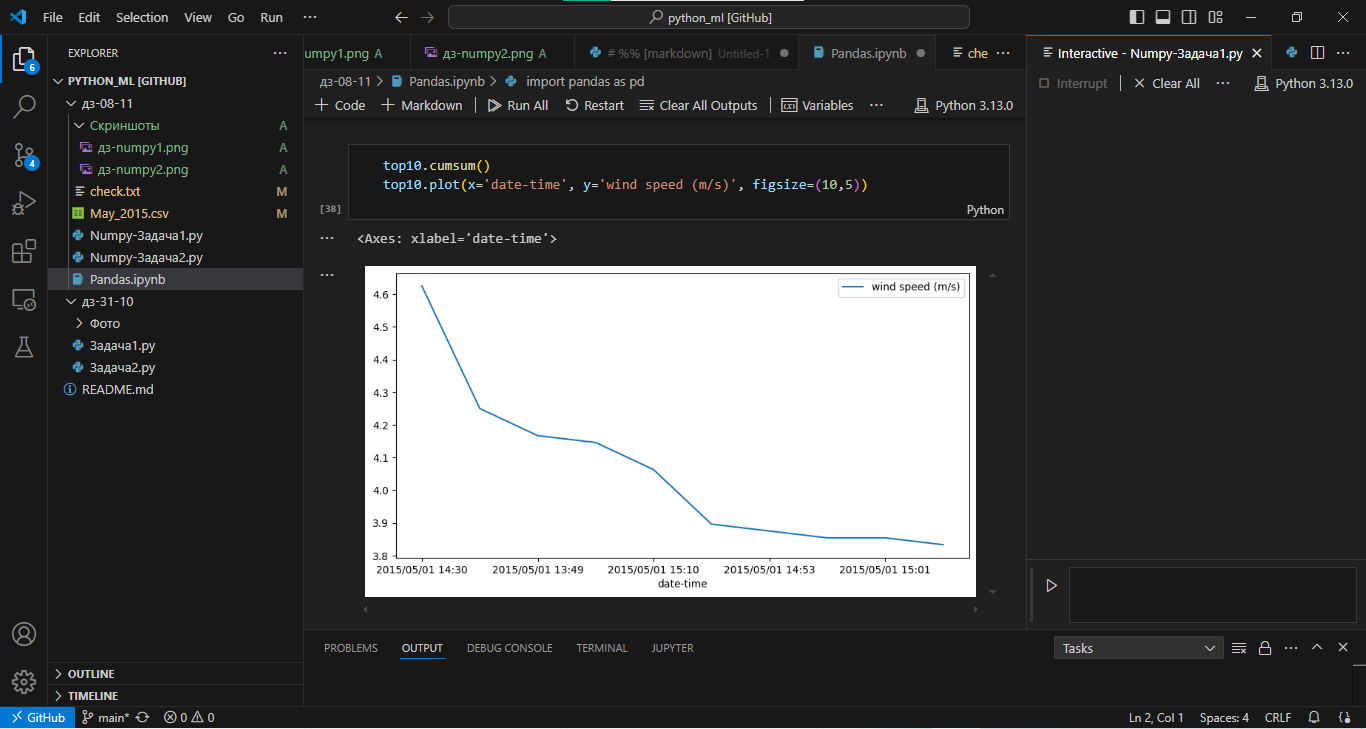 File Edit Selection View Go Run ··· python_ml [GitHub]
EXPLORER ···
PYTHON_ML [GITHUB]
дз-08-11
Скриншоты A
дз-numpy1.png A
дз-numpy2.png A
check.txt M
May_2015.csv M
Numpy-Задача1.py
Numpy-Задача2.py
Pandas.ipynb
дз-31-10
Фото
Задача1.py
Задача2.py
README.md
OUTLINE
TIMELINE
6
4
umpy1.png A дз-numpy2.png A # %% [markdown] Untitled-1 Pandas.ipynb che ···
дз-08-11 > Pandas.ipynb > import pandas as pd
+ Code + Markdown Run All Restart Clear All Outputs Variables ··· Python 3.13.0
top10.cumsum()
top10.plot(x='date-time', y='wind speed (m/s)', figsize=(10,5))
[38] Python
··· <Axes: xlabel='date-time'>
···
wind speed (m/s)
4.6
4.5
4.4
4.3
4.2
4.1
4.0
3.9
3.8
2015/05/01 14:30 2015/05/01 13:49 2015/05/01 15:10 2015/05/01 14:53 2015/05/01 15:01
date-time
Interactive - Numpy-Задача1.py ···
Interrupt Clear All ··· Python 3.13.0
PROBLEMS OUTPUT DEBUG CONSOLE TERMINAL JUPYTER Tasks ···
GitHub main* 0 0 Ln 2, Col 1 Spaces: 4 CRLF